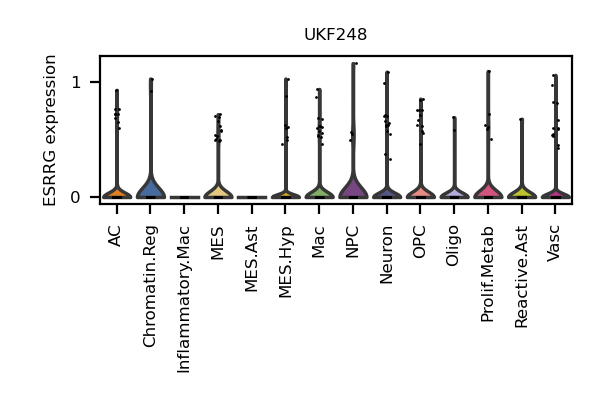 UKF248
ESRRG expression
1
0
AC
Chromatin.Reg
Inflammatory.Mac
MES
MES.Ast
MES.Hyp
Mac
NPC
Neuron
OPC
Oligo
Prolif.Metab
Reactive.Ast
Vasc